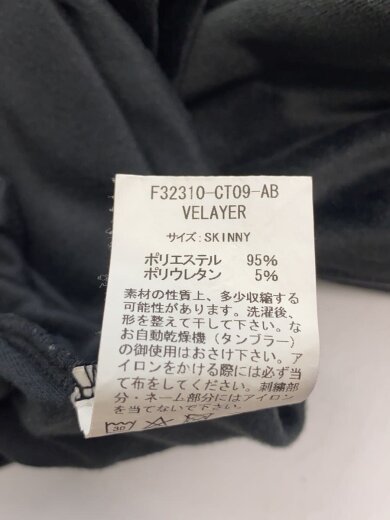 F32310-CT09-AB
VELAYER
サイズ:SKINNY
ポリエステル 95%
ポリウレタン 5%
素材の性質上、多少収縮する
可能性があります。洗濯後、
形を整えて干して下さい。な
お自動乾燥機（タンブラー）
の御使用はおさけ下さい。ア
イロンをかける際には必ず当
て布をしてください。刺繍部
分・ネーム部分にはアイロン
を当てないで下さい。
30